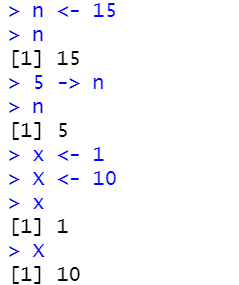 > n <- 15
> n
[1] 15
> 5 -> n
> n
[1] 5
> x <- 1
> X <- 10
> x
[1] 1
> X
[1] 10